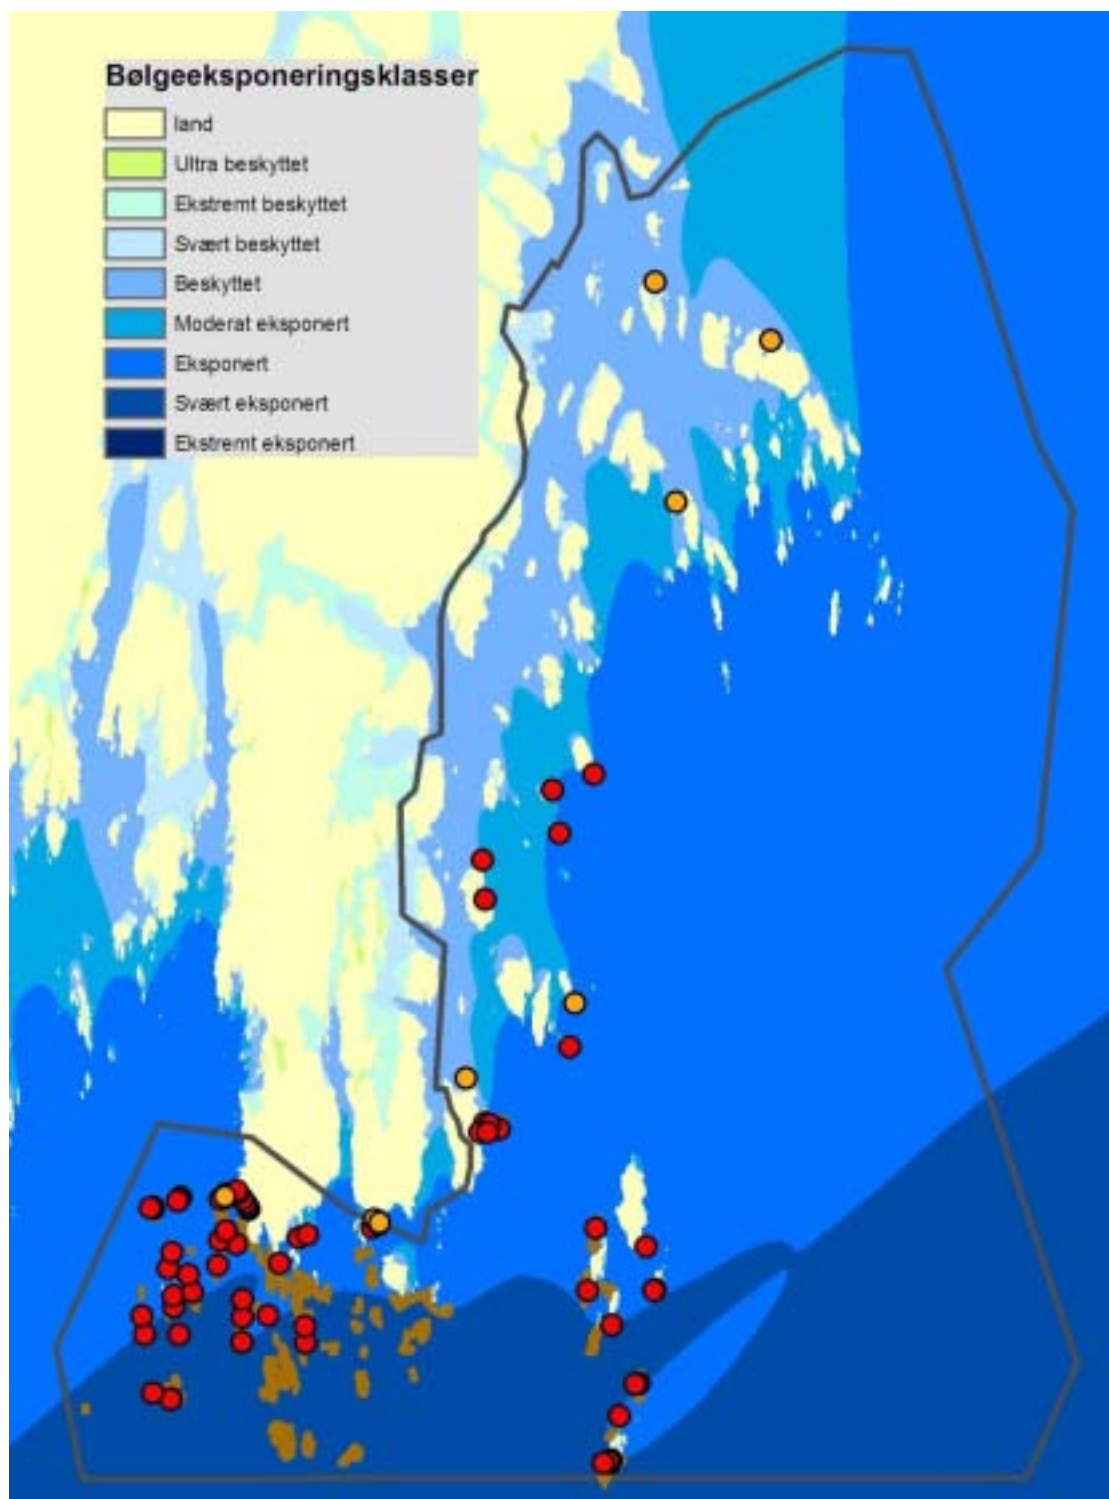 Bølgeeksponeringsklasser
land
Ultra beskyttet
Ekstremt beskyttet
Svært beskyttet
Beskyttet
Moderat eksponert
Eksponert
Svært eksponert
Ekstremt eksponert